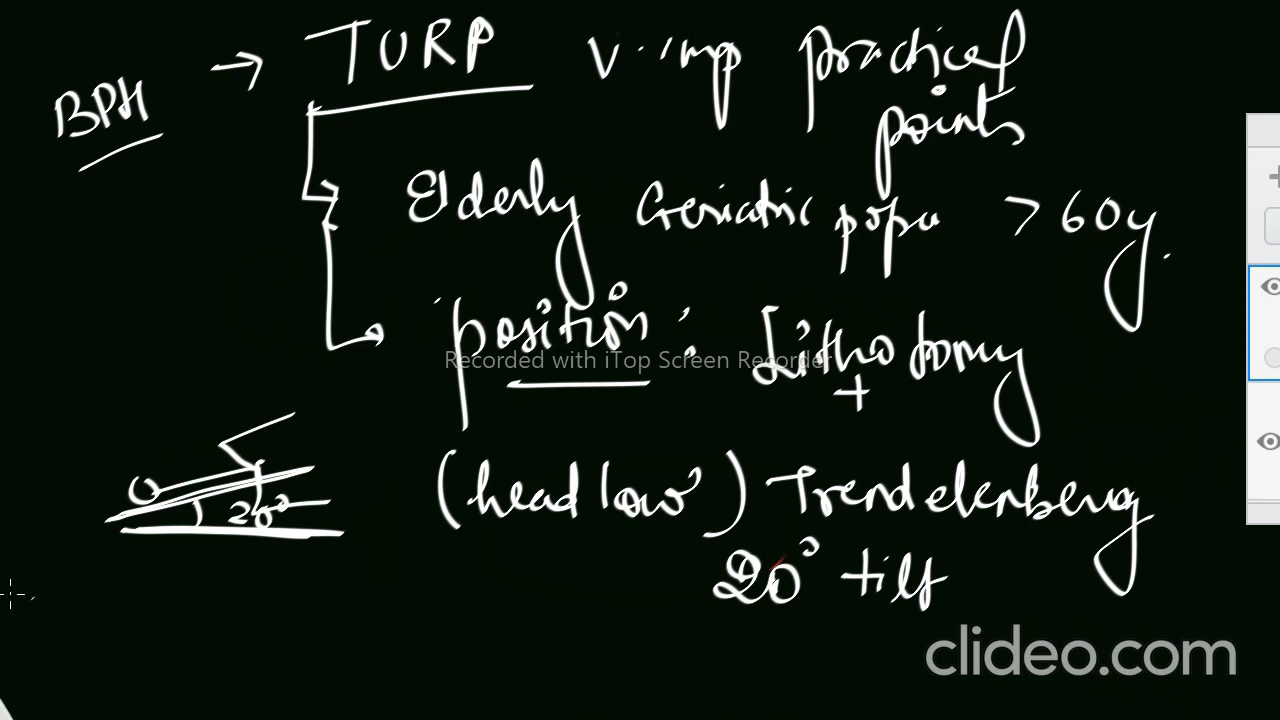 BPH → TURP v. imp practical
points
Elderly Geriatric popu > 60y.
position : Lithotomy
Recorded with iTop Screen Recorder
+
(head low) Trendelenberg
20°
20° tilt
clideo.com